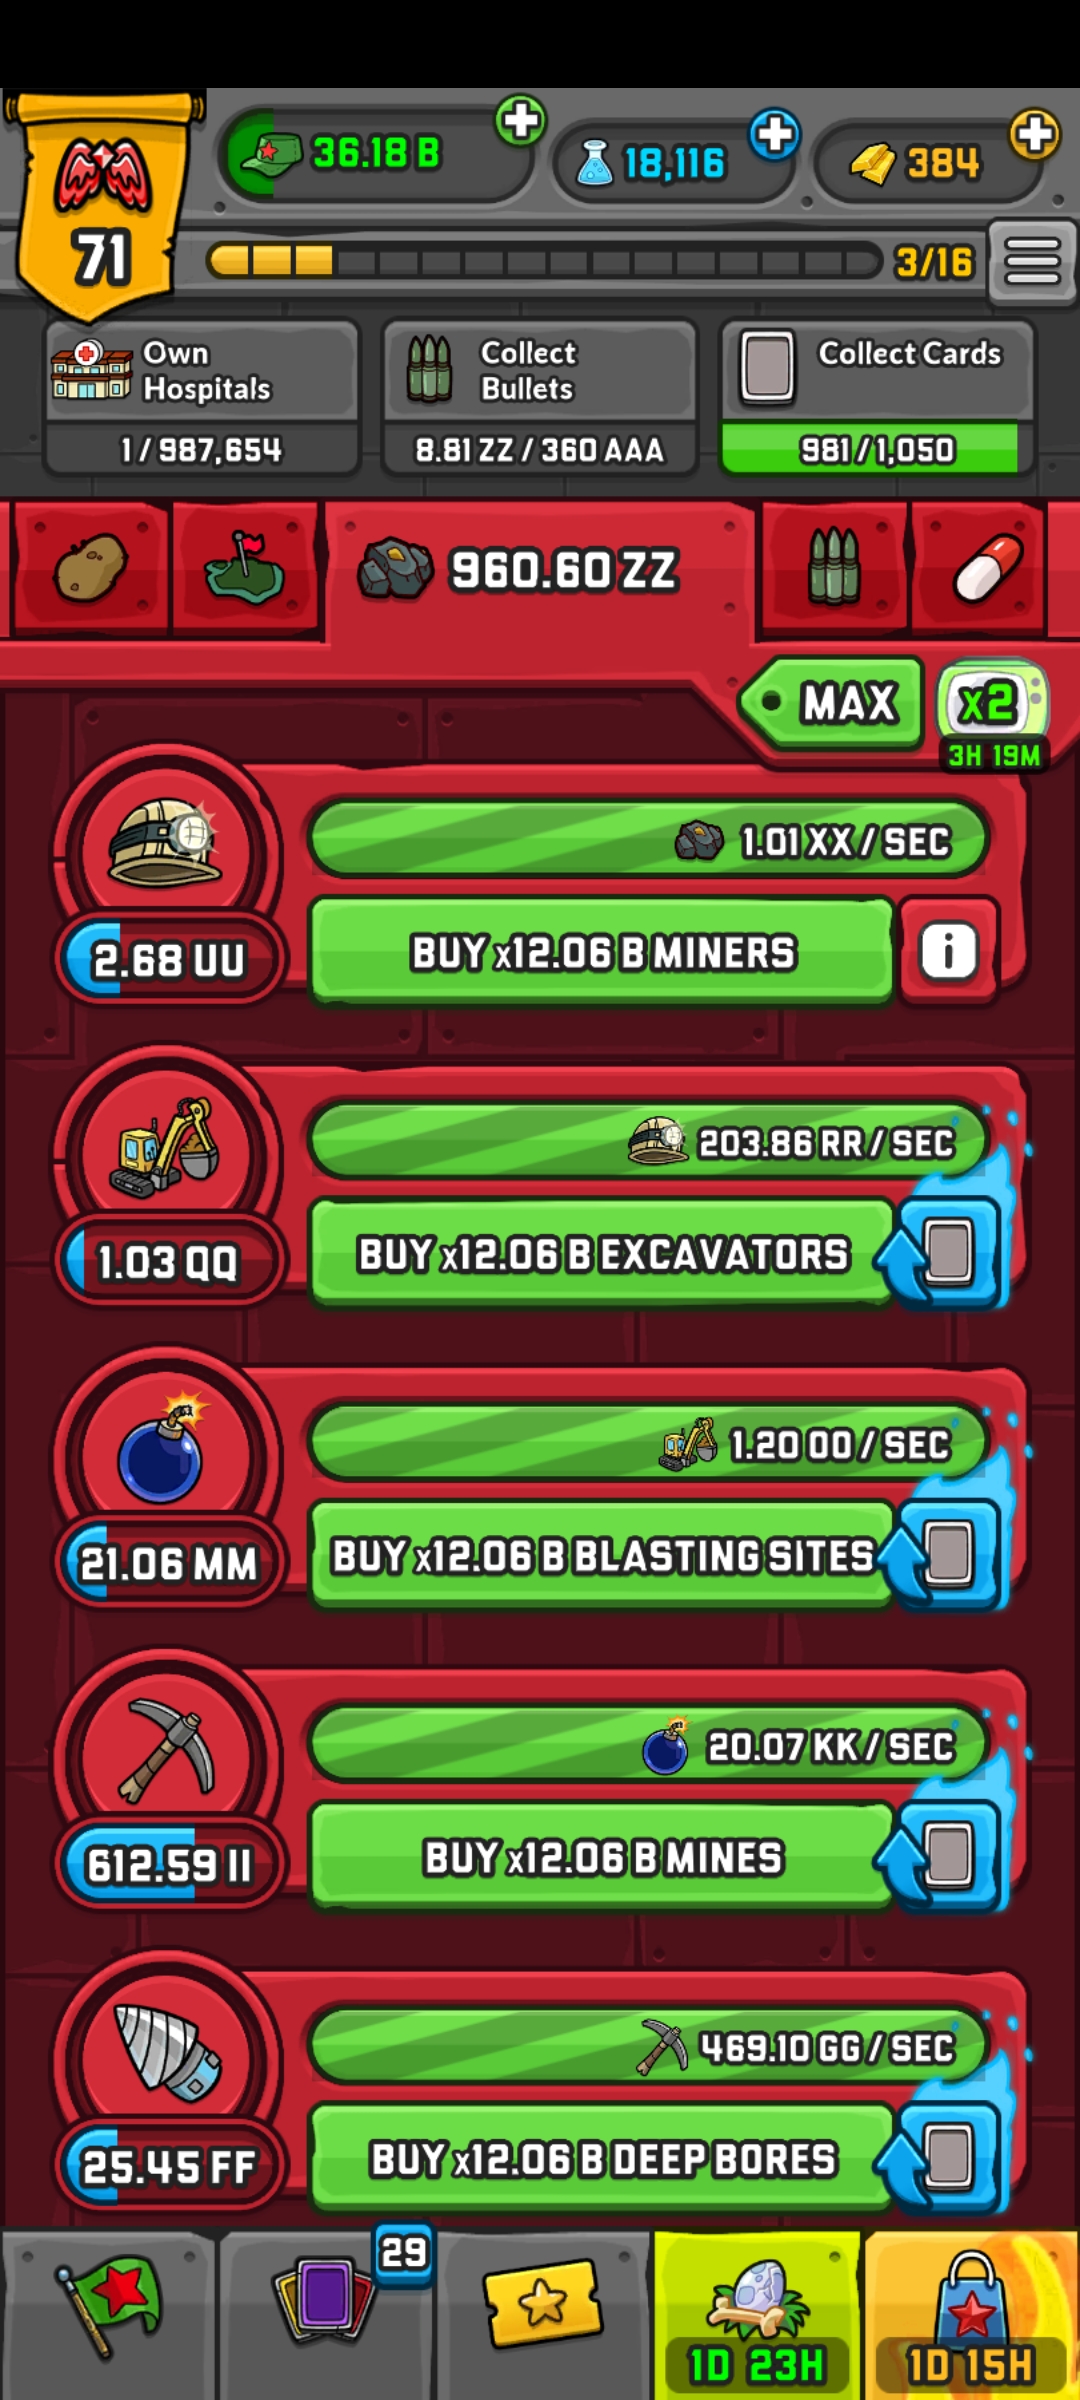 36.18 B
18,116
384
71
3/16
Own
Hospitals
Collect
Bullets
Collect Cards
1 / 987,654
8.81 ZZ / 360 AAA
981 / 1,050
960.60 ZZ
MAX
x2
3H 19M
1.01 XX / SEC
2.68 UU
BUY x12.06 B MINERS
i
203.86 RR / SEC
1.03 QQ
BUY x12.06 B EXCAVATORS
1.20 OO / SEC
21.06 MM
BUY x12.06 B BLASTING SITES
20.07 KK / SEC
612.59 II
BUY x12.06 B MINES
469.10 GG / SEC
25.45 FF
BUY x12.06 B DEEP BORES
29
1D 23H
1D 15H